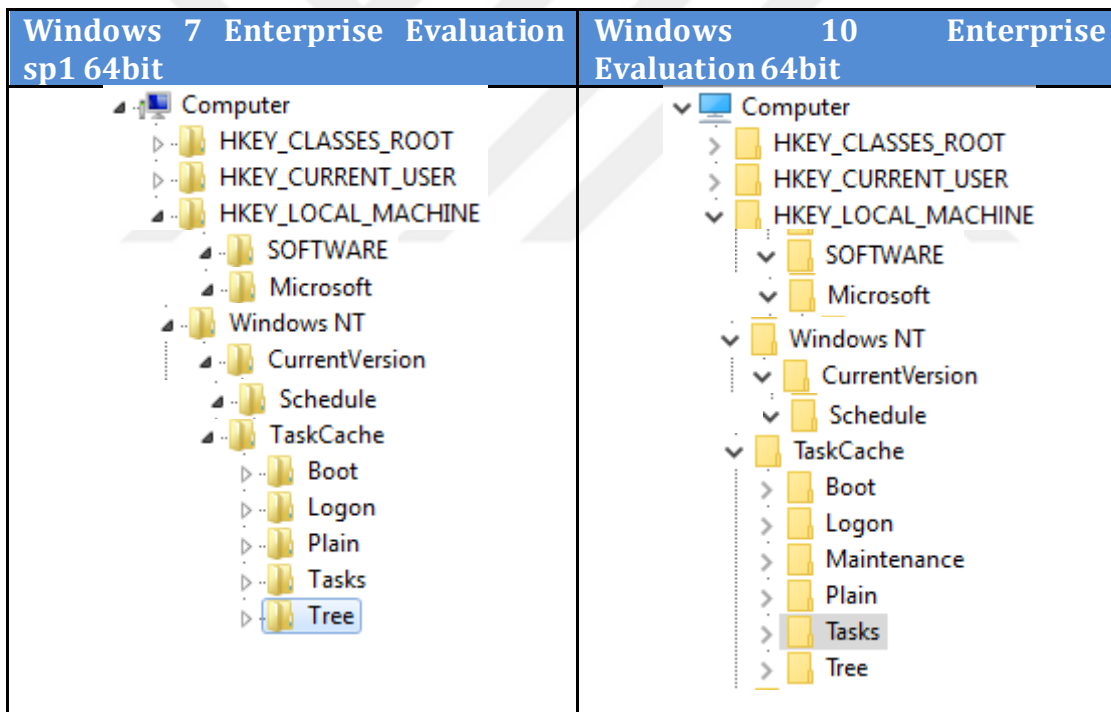 Windows 7 Enterprise Evaluation
sp1 64bit
Computer
HKEY_CLASSES_ROOT
HKEY_CURRENT_USER
HKEY_LOCAL_MACHINE
SOFTWARE
Microsoft
Windows NT
CurrentVersion
Schedule
TaskCache
Boot
Logon
Plain
Tasks
Tree
Windows 10 Enterprise
Evaluation 64bit
Computer
HKEY_CLASSES_ROOT
HKEY_CURRENT_USER
HKEY_LOCAL_MACHINE
SOFTWARE
Microsoft
Windows NT
CurrentVersion
Schedule
TaskCache
Boot
Logon
Maintenance
Plain
Tasks
Tree